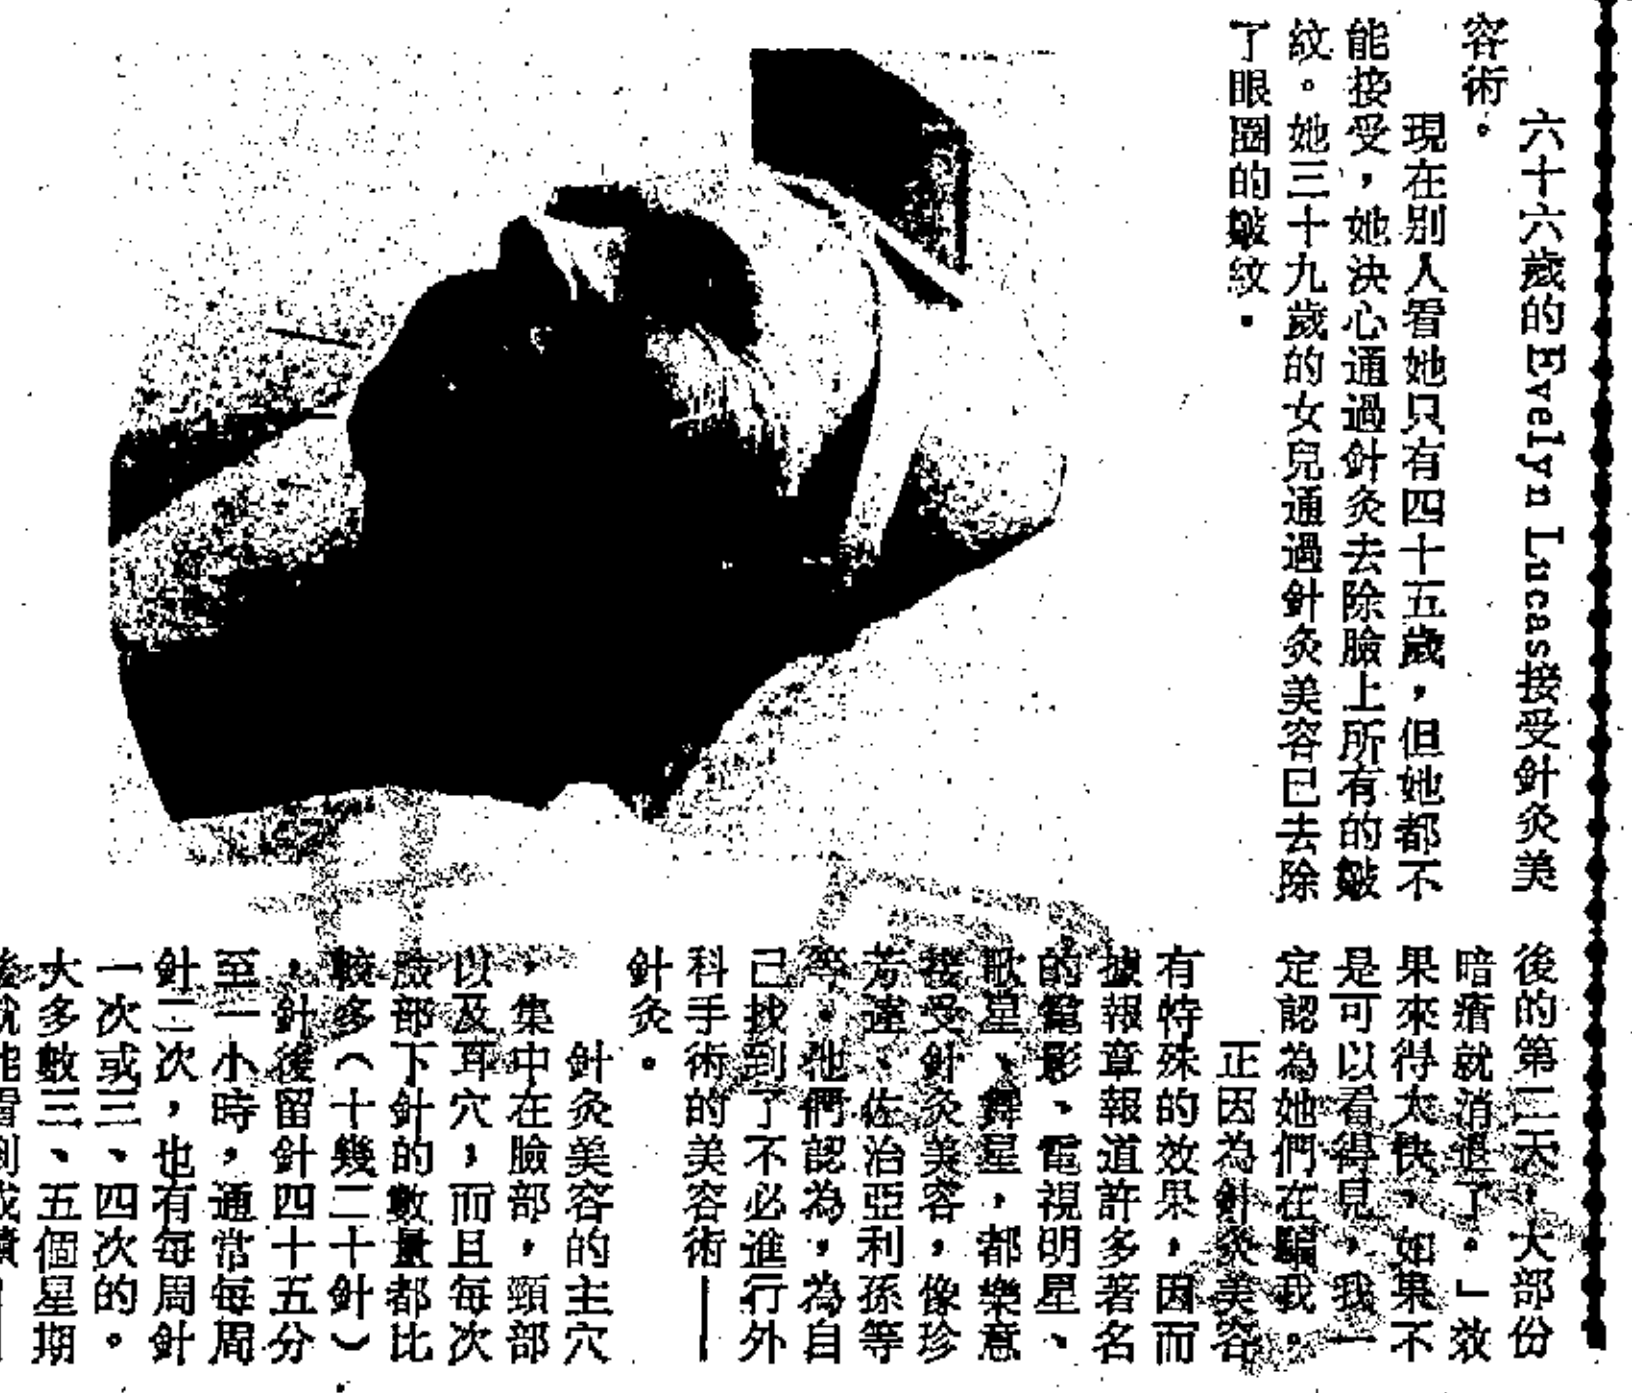 六十六歲的Evelyn Lucas接受針灸美
容術。
現在別人看她只有四十五歲，但她都不
能接受，她決心通過針灸去除臉上所有的皺
紋。她三十九歲的女兒通過針灸美容已去除
了眼圈的皺紋．
後的第二天，大部份
暗瘡就消退了。」效
果來得太快，如果不
是可以看得見，我一
定認為她們在騙我。
正因為針灸美容
有特殊的效果，因而
據報章報道許多著名
的電影、電視明星、
歌星、舞星，都樂意
接受針灸美容，像珍
芳達、佐治亞利孫等
等。他們認為，為自
己找到了不必進行外
科手術的美容術——
針灸。
針灸美容的主穴
，集中在臉部，頸部
以及耳穴，而且每次
臉部下針的數量都比
較多（十幾二十針）
，針後留針四十五分
至一小時，通常每周
針二次，也有每周針
一次或三、四次的。
大多數三、五個星期
後就能看到成績